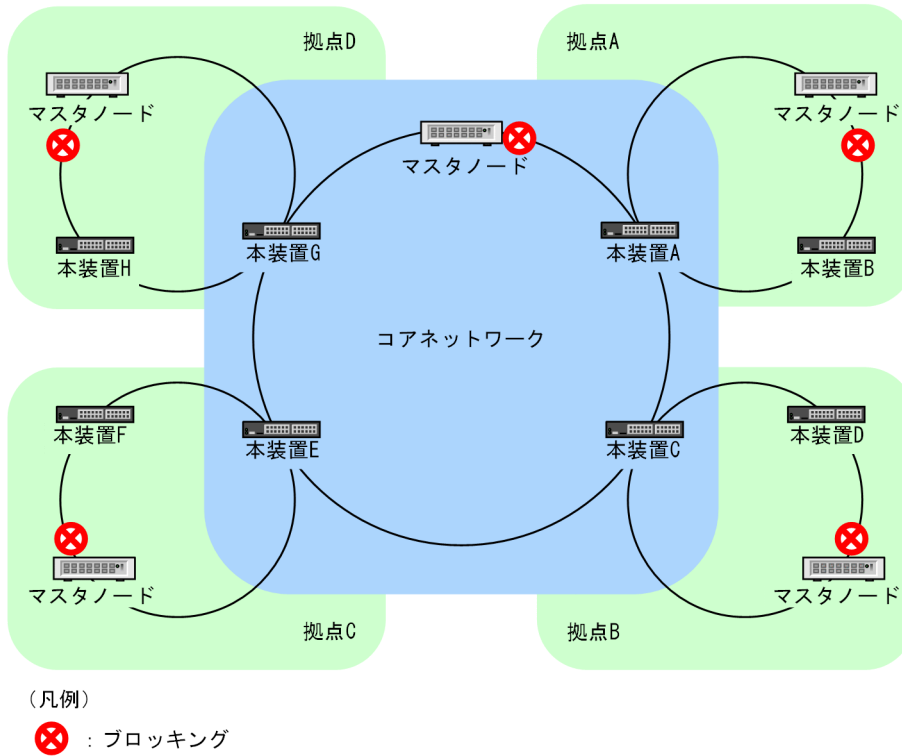 拠点D
拠点A
マスタノード
マスタノード
マスタノード
本装置H
本装置G
本装置A
本装置B
コアネットワーク
本装置F
本装置E
本装置C
本装置D
マスタノード
マスタノード
拠点C
拠点B
(凡例)
:ブロッキング